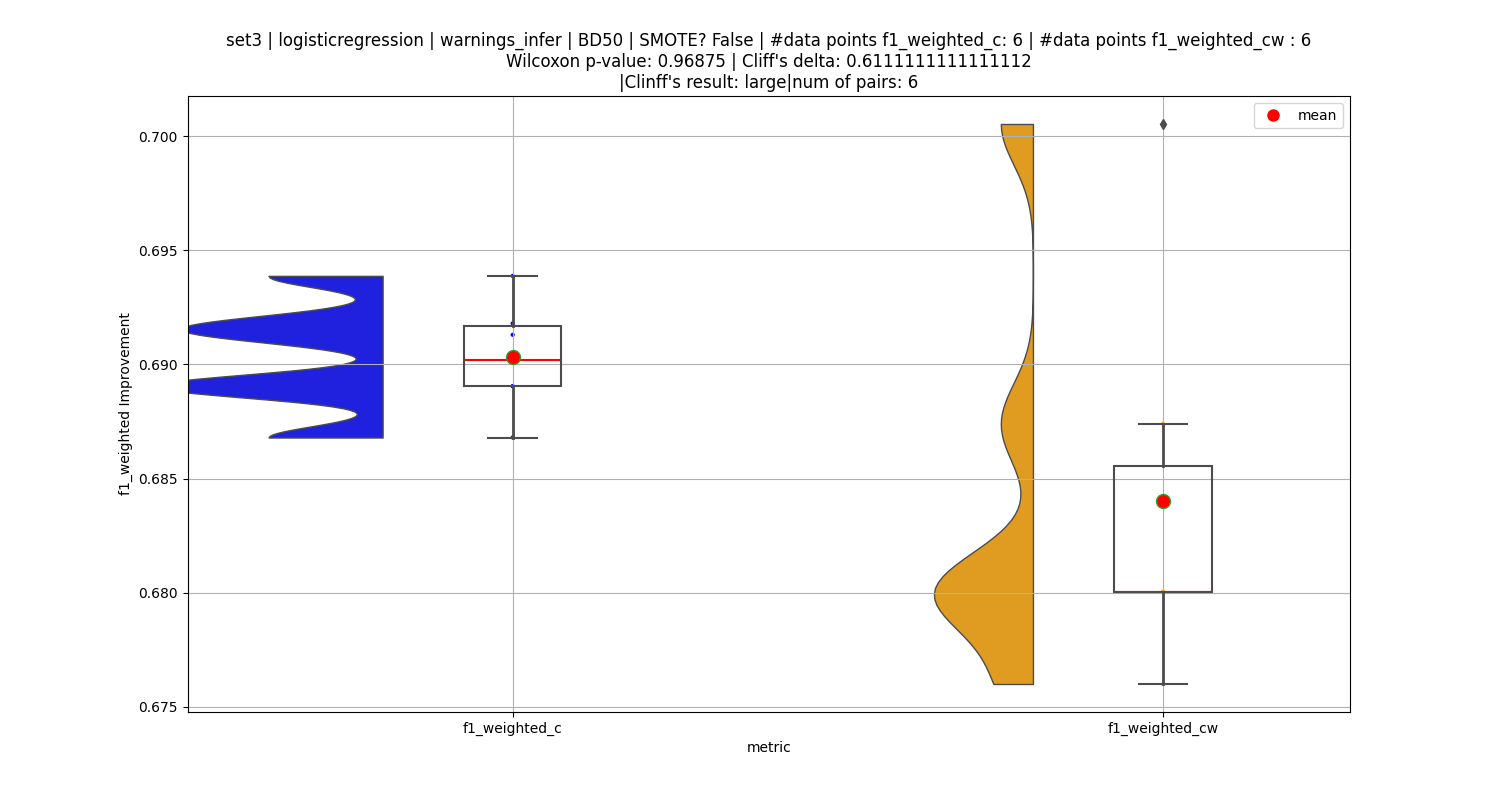 set3 | logisticregression | warnings_infer | BD50 | SMOTE? False | #data points f1_weighted_c: 6 | #data points f1_weighted_cw : 6
Wilcoxon p-value: 0.96875 | Cliff's delta: 0.6111111111111112
|Clinff's result: large|num of pairs: 6
mean
0.700
0.695
0.690
0.685
0.680
0.675
f1_weighted Improvement
f1_weighted_c
f1_weighted_cw
metric